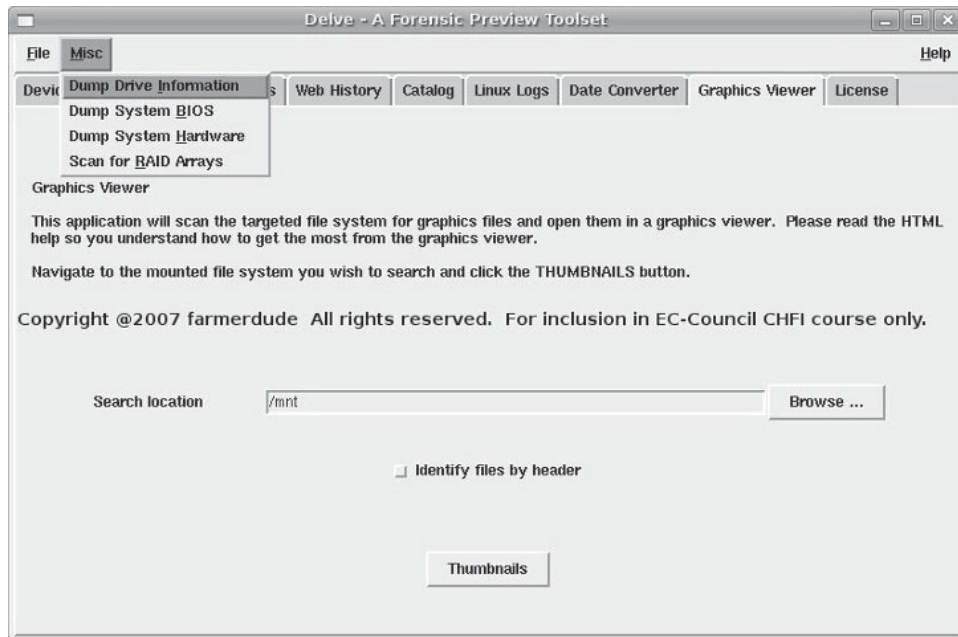 Delve - A Forensic Preview Toolset
File Misc Help
Web History Catalog Linux Logs Date Converter Graphics Viewer License
Dump Drive Information
Dump System BIOS
Dump System Hardware
Scan for RAID Arrays
Graphics Viewer
This application will scan the targeted file system for graphics files and open them in a graphics viewer. Please read the HTML
help so you understand how to get the most from the graphics viewer.
Navigate to the mounted file system you wish to search and click the THUMBNAILS button.
Copyright @2007 farmerdude All rights reserved. For inclusion in EC-Council CHFI course only.
Search location /mnt Browse ...
Identify files by header
Thumbnails